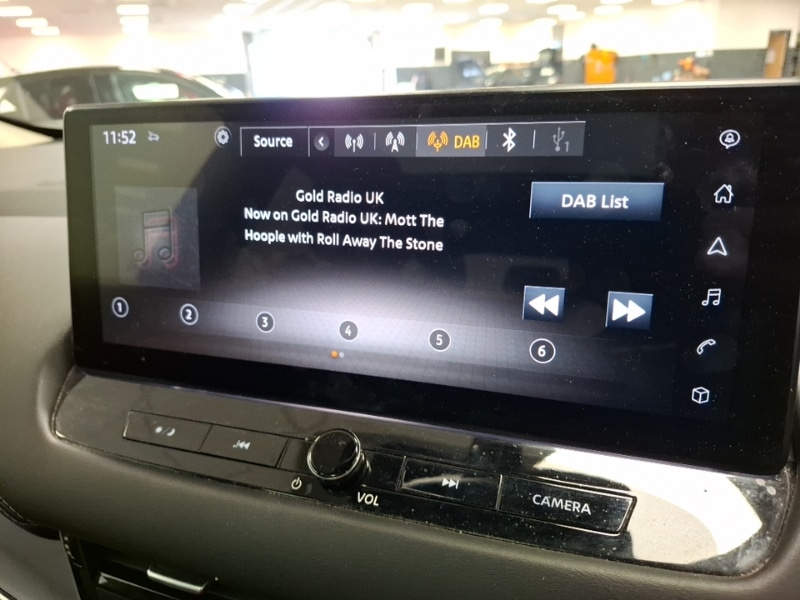 11:52
Source
A
DAB
1
Gold Radio UK
Now on Gold Radio UK: Mott The
Hoople with Roll Away The Stone
DAB List
1
2
3
4
5
6
VOL
CAMERA